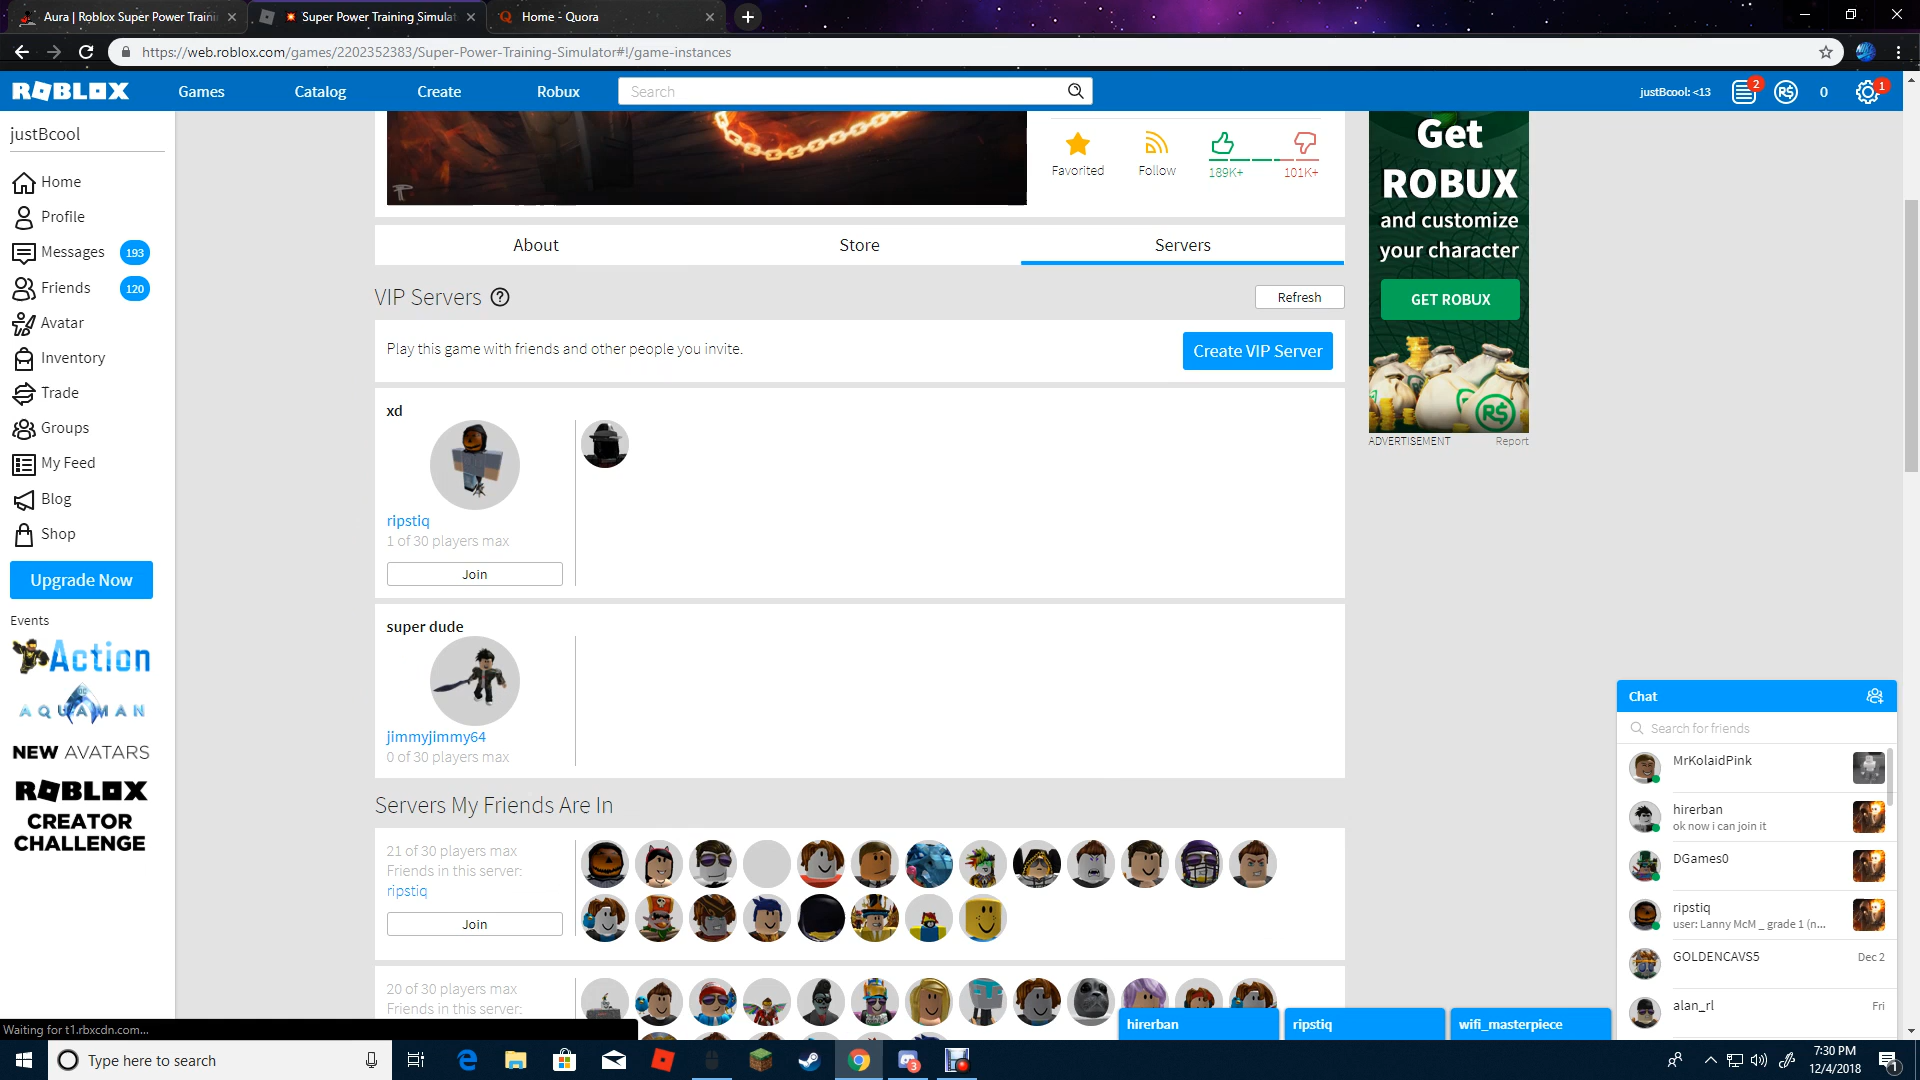 Aura | Roblox Super Power Traini
Super Power Training Simulat
Home - Quora
https://web.roblox.com/games/2202352383/Super-Power-Training-Simulator#!/game-instances
ROBLOX
Games
Catalog
Create
Robux
Search
justBcool: <13
2
R$
0
1
justBcool
Home
Profile
Messages
193
Friends
120
Avatar
Inventory
Trade
Groups
My Feed
Blog
Shop
Upgrade Now
Events
Action
AQUAMAN
NEW AVATARS
ROBLOX
CREATOR
CHALLENGE
Favorited
Follow
189K+
101K+
About
Store
Servers
VIP Servers
Refresh
Play this game with friends and other people you invite.
Create VIP Server
xd
ripstiq
1 of 30 players max
Join
super dude
jimmyjimmy64
0 of 30 players max
Servers My Friends Are In
21 of 30 players max
Friends in this server:
ripstiq
Join
20 of 30 players max
Friends in this server:
Get
ROBUX
and customize
your character
GET ROBUX
R$
ADVERTISEMENT
Report
Chat
Search for friends
MrKolaidPink
hirerban
ok now i can join it
DGames0
ripstiq
user: Lanny McM _ grade 1 (n...
GOLDENCAVS5
Dec 2
alan_rl
Fri
hirerban
ripstiq
wifi_masterpiece
Waiting for t1.rbxcdn.com...
Type here to search
3
7:30 PM
12/4/2018
1